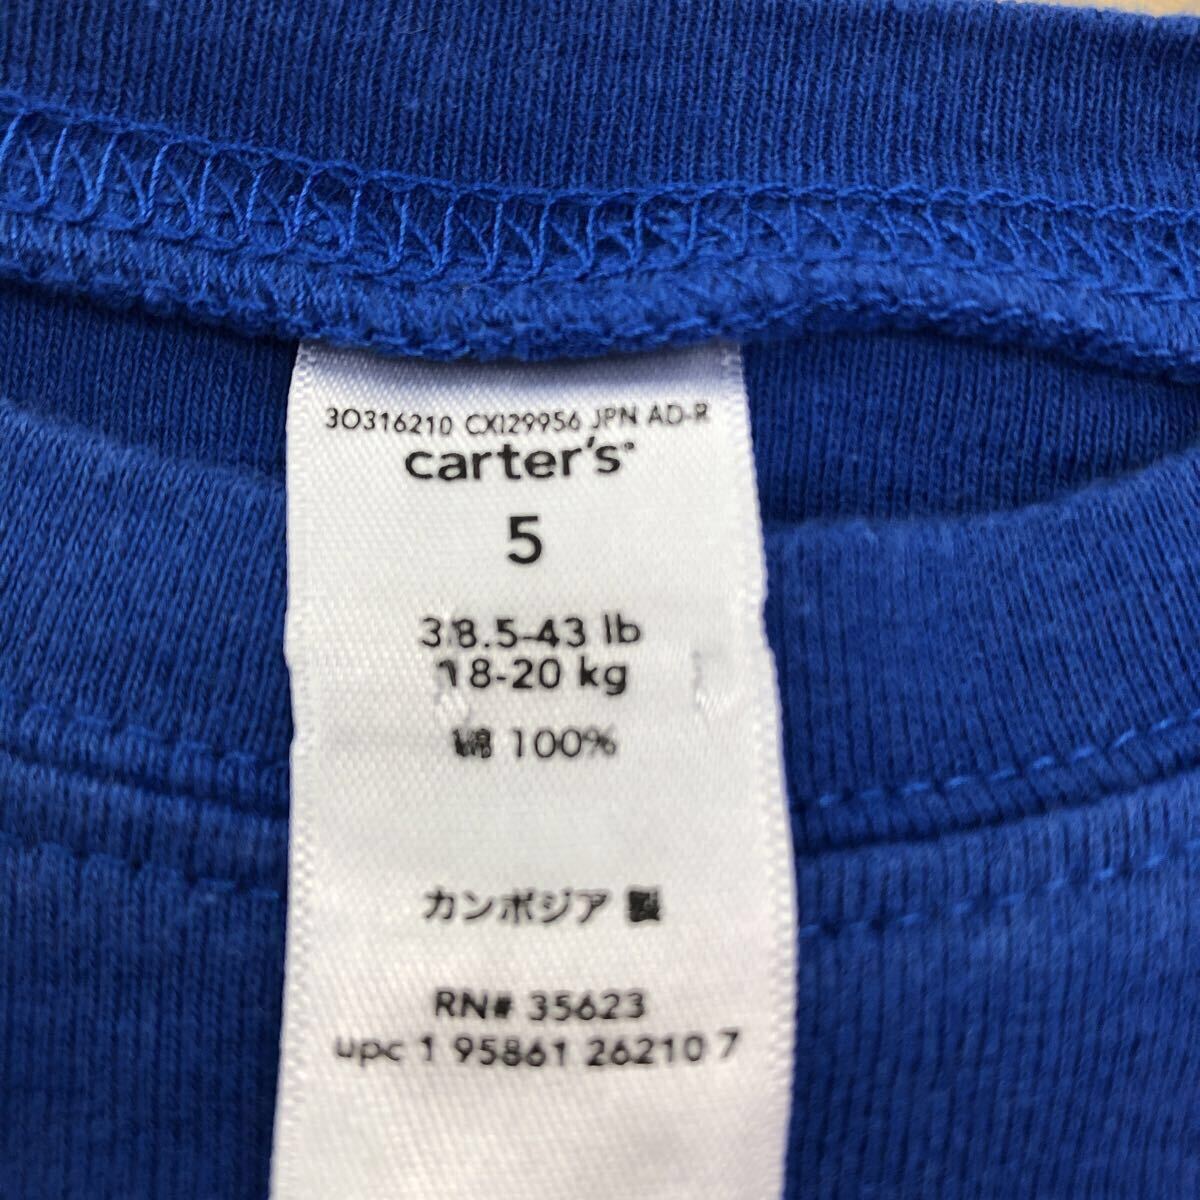 30316210 CX129956 JPN AD-R
carter's
5
38.5-43 lb
18-20 kg
綿 100%
カンボジア 製
RN# 35623
upc 1 95861 26210 7